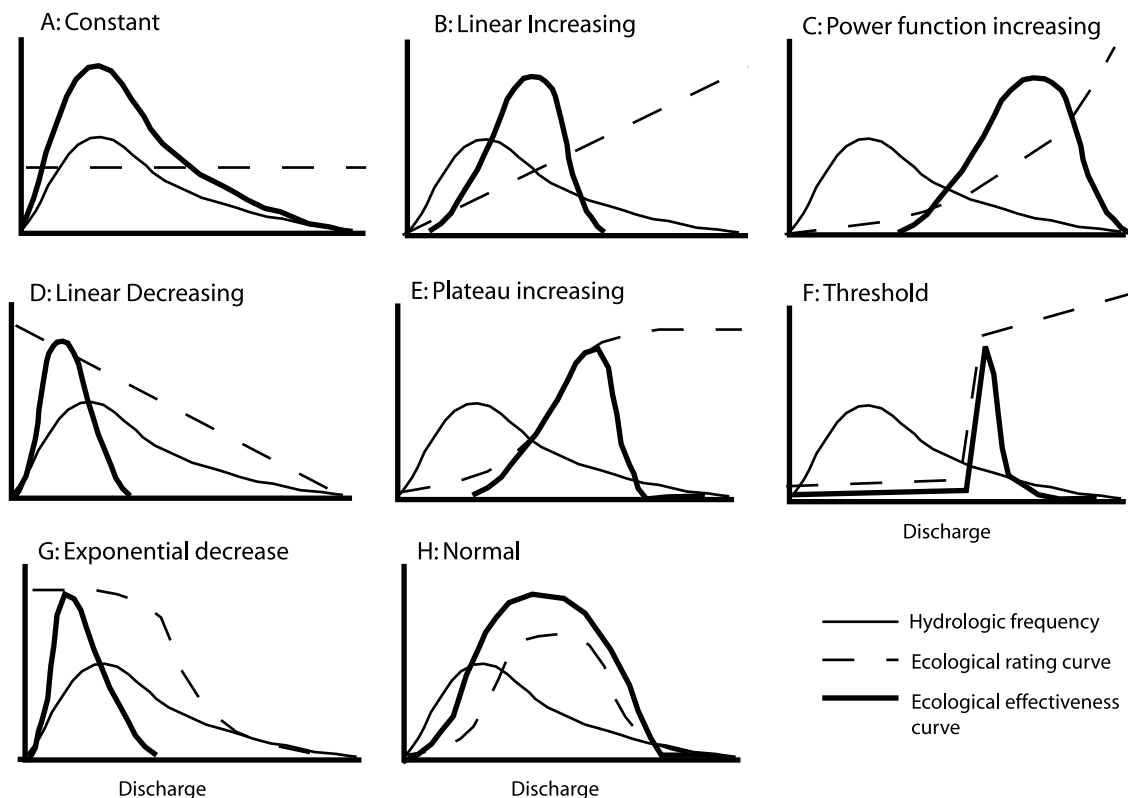 A: Constant
B: Linear Increasing
C: Power function increasing
D: Linear Decreasing
E: Plateau increasing
F: Threshold
Discharge
G: Exponential decrease
H: Normal
Hydrologic frequency
Ecological rating curve
Ecological effectiveness
curve
Discharge
Discharge